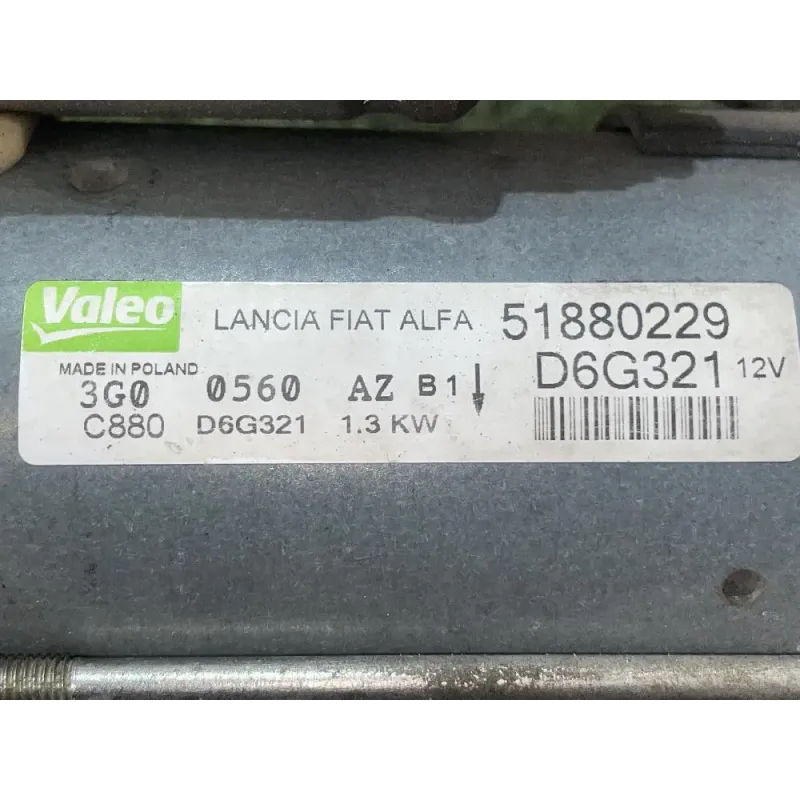 Valeo LANCIA FIAT ALFA 51880229
MADE IN POLAND D6G321 12V
3G0 0560 AZ B1↓
C880 D6G321 1.3 KW